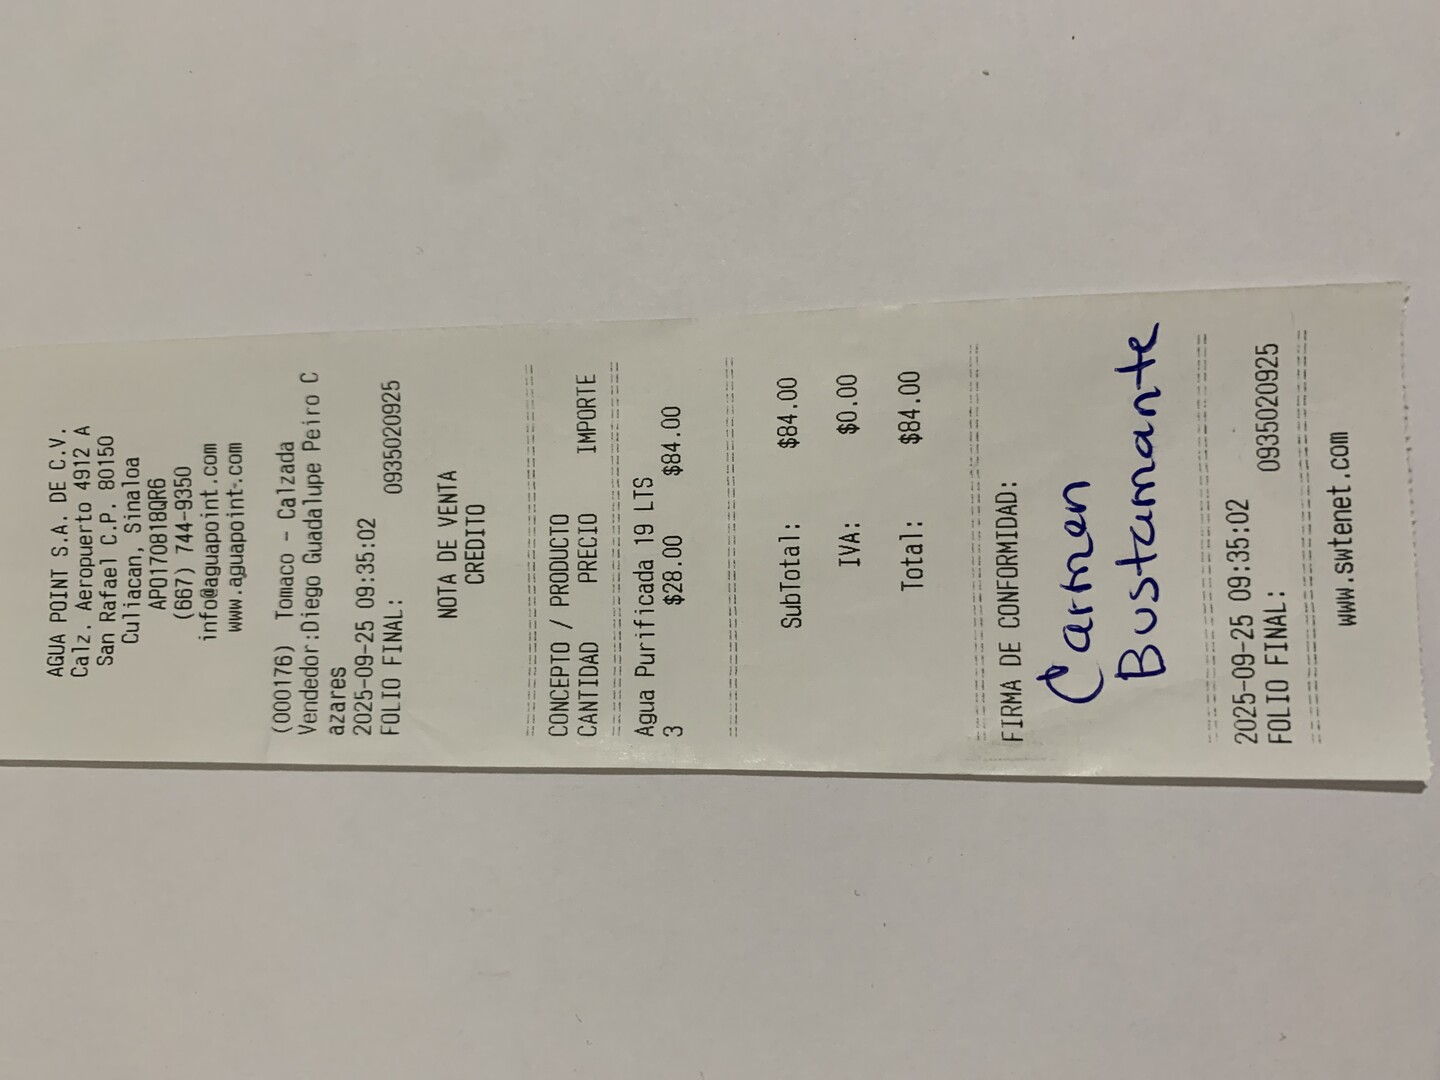 AGUA POINT S.A. DE C.V.
Calz. Aeropuerto 4912 A
San Rafael C.P. 80150
Culiacan, Sinaloa
APO170818QR6
(667) 744-9350
info@aguapoint.com
www.aguapoint.com
(000176) Tomaco - Calzada
Vendedor:Diego Guadalupe Peiro C
azares
2025-09-25 09:35:02
FOLIO FINAL: 0935020925
NOTA DE VENTA
CREDITO
CONCEPTO / PRODUCTO
CANTIDAD PRECIO IMPORTE
Agua Purificada 19 LTS
3 $28.00 $84.00
SubTotal: $84.00
IVA: $0.00
Total: $84.00
FIRMA DE CONFORMIDAD:
Carmen
Bustamante
2025-09-25 09:35:02
FOLIO FINAL: 0935020925
www.swtenet.com